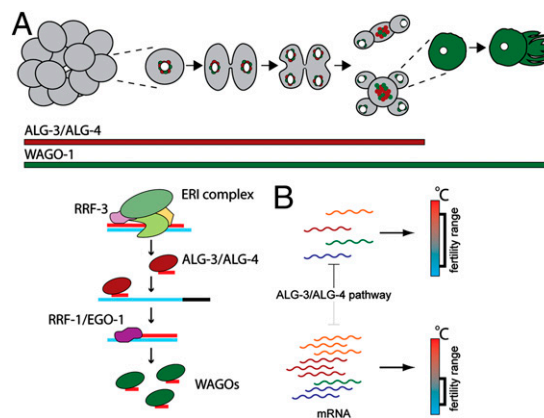 A
ALG-3/ALG-4
WAGO-1
ERI complex
RRF-3
ALG-3/ALG-4
RRF-1/EGO-1
WAGOs
B
°C
fertility range
ALG-3/ALG-4 pathway
°C
fertility range
mRNA